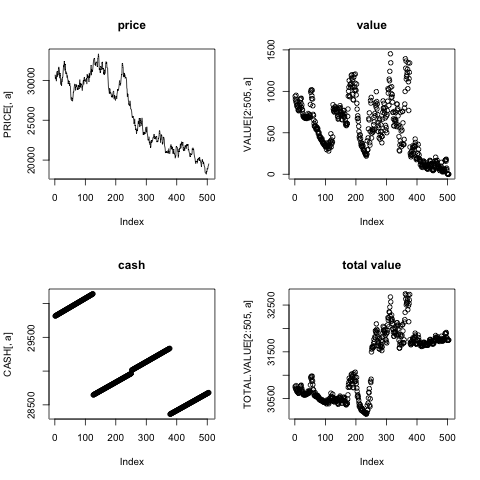 price
PRICE[, a]
30000
25000
20000
0 100 200 300 400 500
Index
value
VALUE[2:505, a]
1500
1000
500
0
0 100 200 300 400 500
Index
cash
CASH[, a]
29500
28500
0 100 200 300 400 500
Index
total value
TOTAL.VALUE[2:505, a]
32500
31500
30500
0 100 200 300 400 500
Index